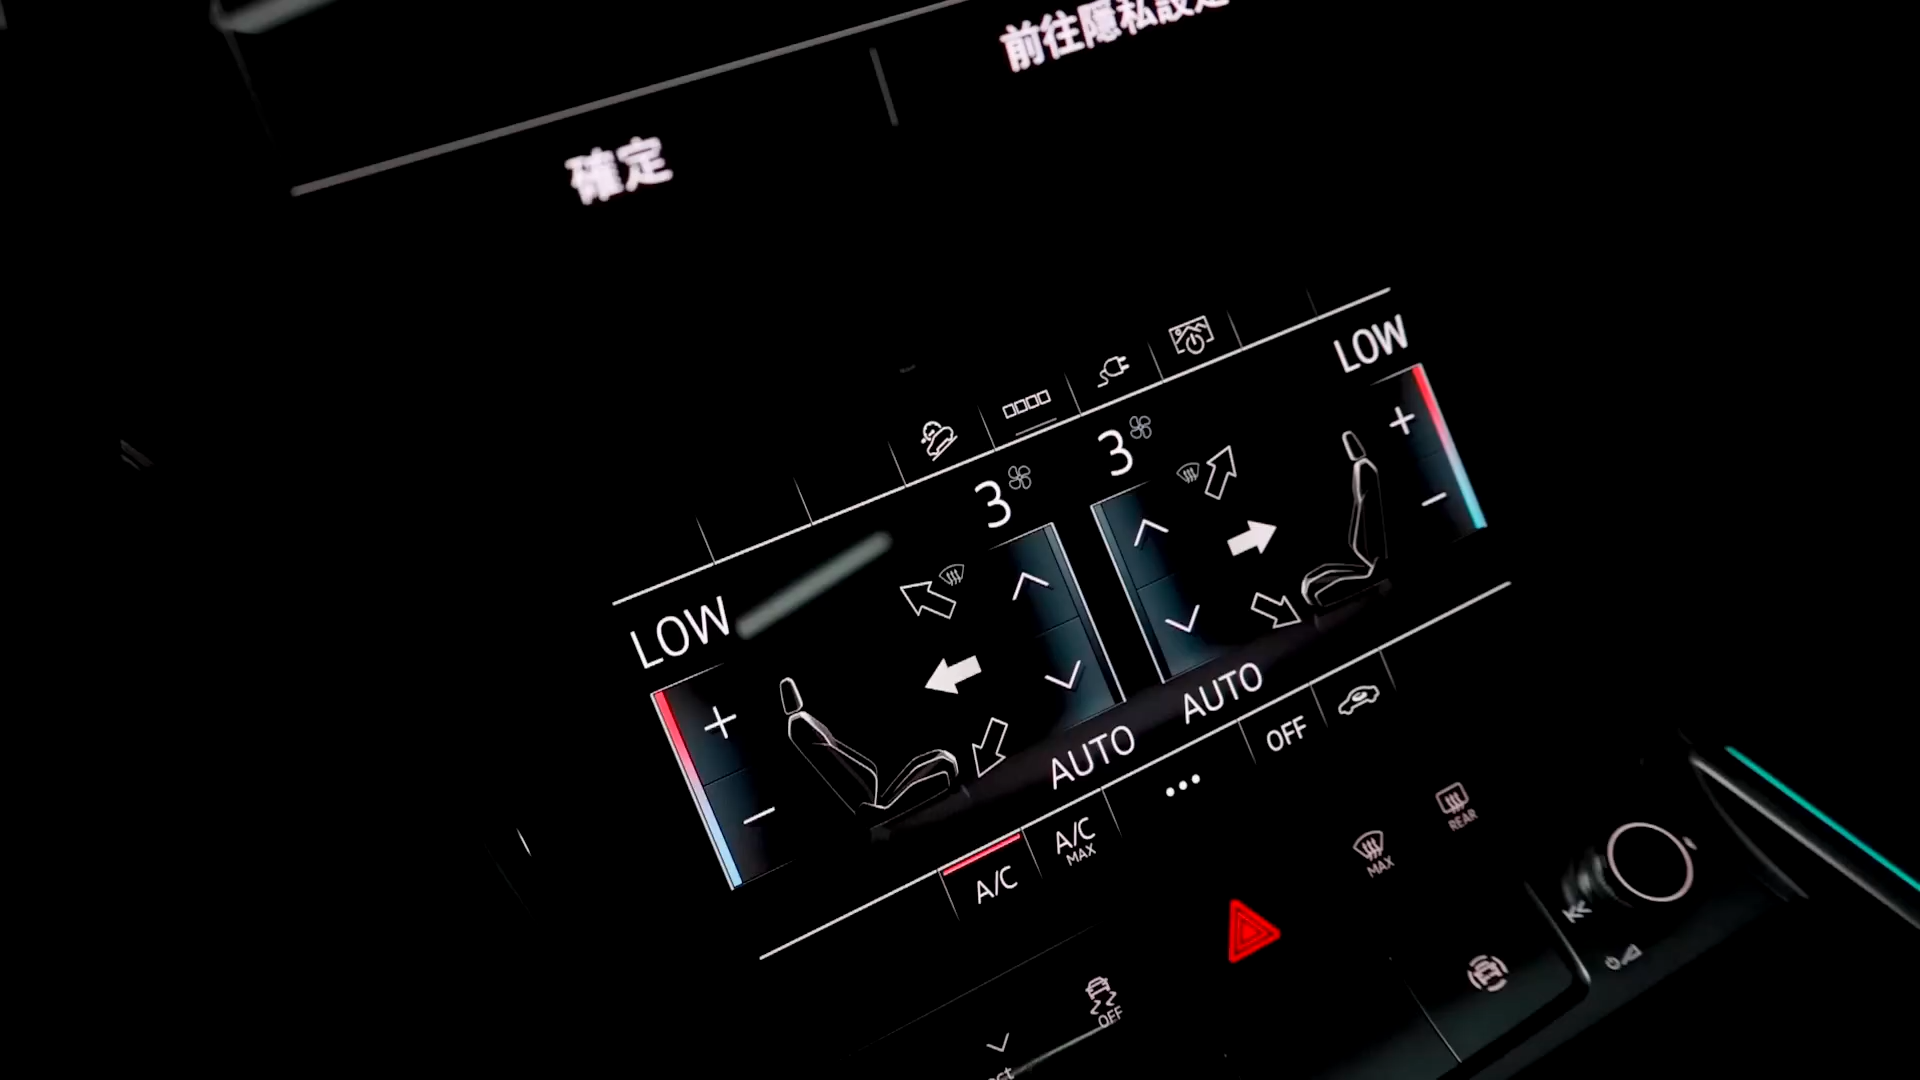 前往隱私設定
確定
LOW
3
3
LOW
AUTO
AUTO
A/C
A/C
MAX
OFF
MAX
REAR
OFF